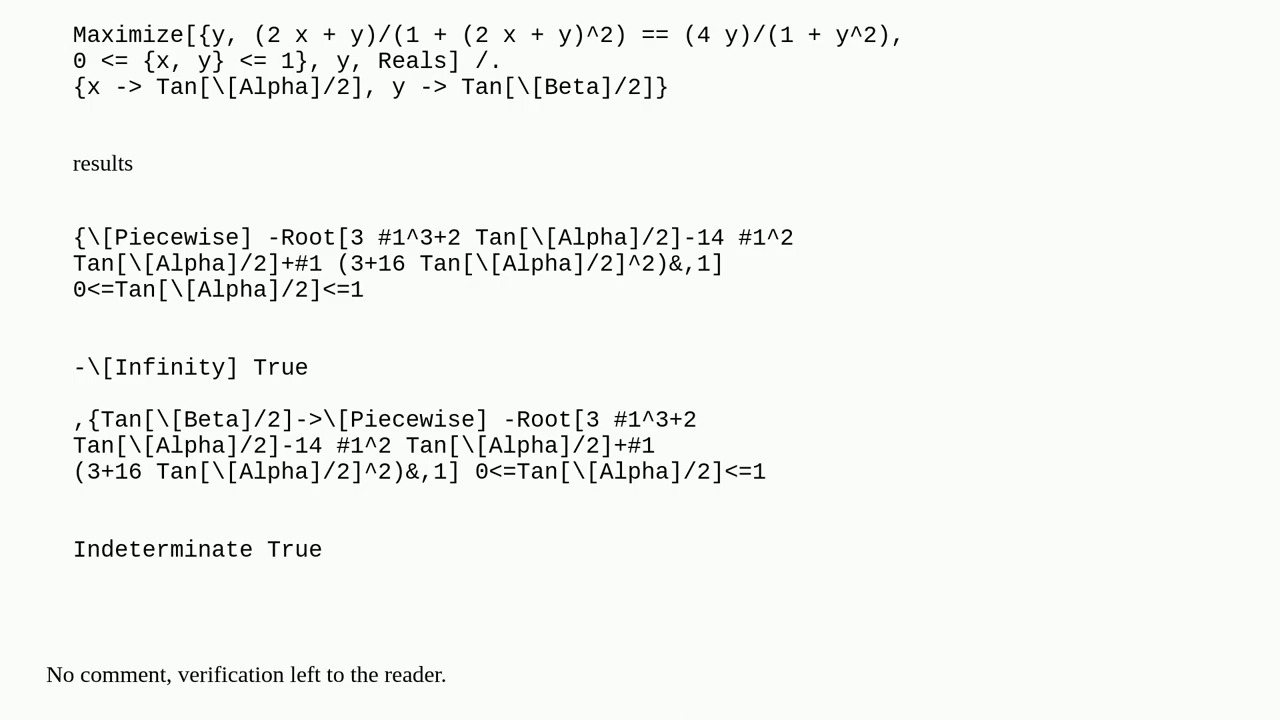 Maximize[{y, (2 x + y)/(1 + (2 x + y)^2) == (4 y)/(1 + y^2),
0 <= {x, y} <= 1}, y, Reals] /.
{x -> Tan[\[Alpha]/2], y -> Tan[\[Beta]/2]}
results
{\[Piecewise] -Root[3 #1^3+2 Tan[\[Alpha]/2]-14 #1^2
Tan[\[Alpha]/2]+#1 (3+16 Tan[\[Alpha]/2]^2)&,1]
0<=Tan[\[Alpha]/2]<=1
-\[Infinity] True
,{Tan[\[Beta]/2]->\[Piecewise] -Root[3 #1^3+2
Tan[\[Alpha]/2]-14 #1^2 Tan[\[Alpha]/2]+#1
(3+16 Tan[\[Alpha]/2]^2)&,1] 0<=Tan[\[Alpha]/2]<=1
Indeterminate True
No comment, verification left to the reader.